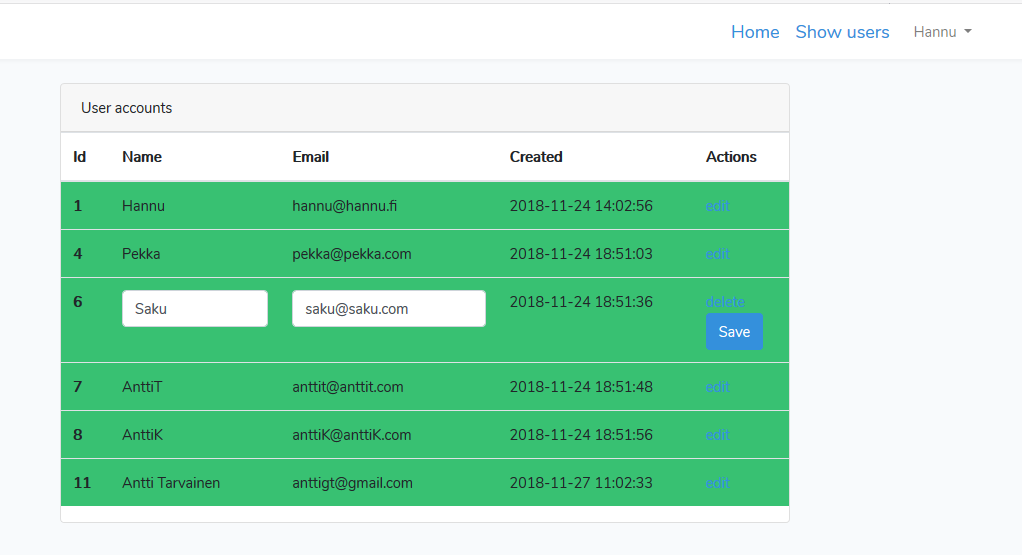 Home Show users Hannu
User accounts
Id Name Email Created Actions
1 Hannu hannu@hannu.fi 2018-11-24 14:02:56 edit
4 Pekka pekka@pekka.com 2018-11-24 18:51:03 edit
6 Saku saku@saku.com 2018-11-24 18:51:36 delete
Save
7 AnttiT anttit@anttit.com 2018-11-24 18:51:48 edit
8 AnttiK anttiK@anttiK.com 2018-11-24 18:51:56 edit
11 Antti Tarvainen anttigt@gmail.com 2018-11-27 11:02:33 edit